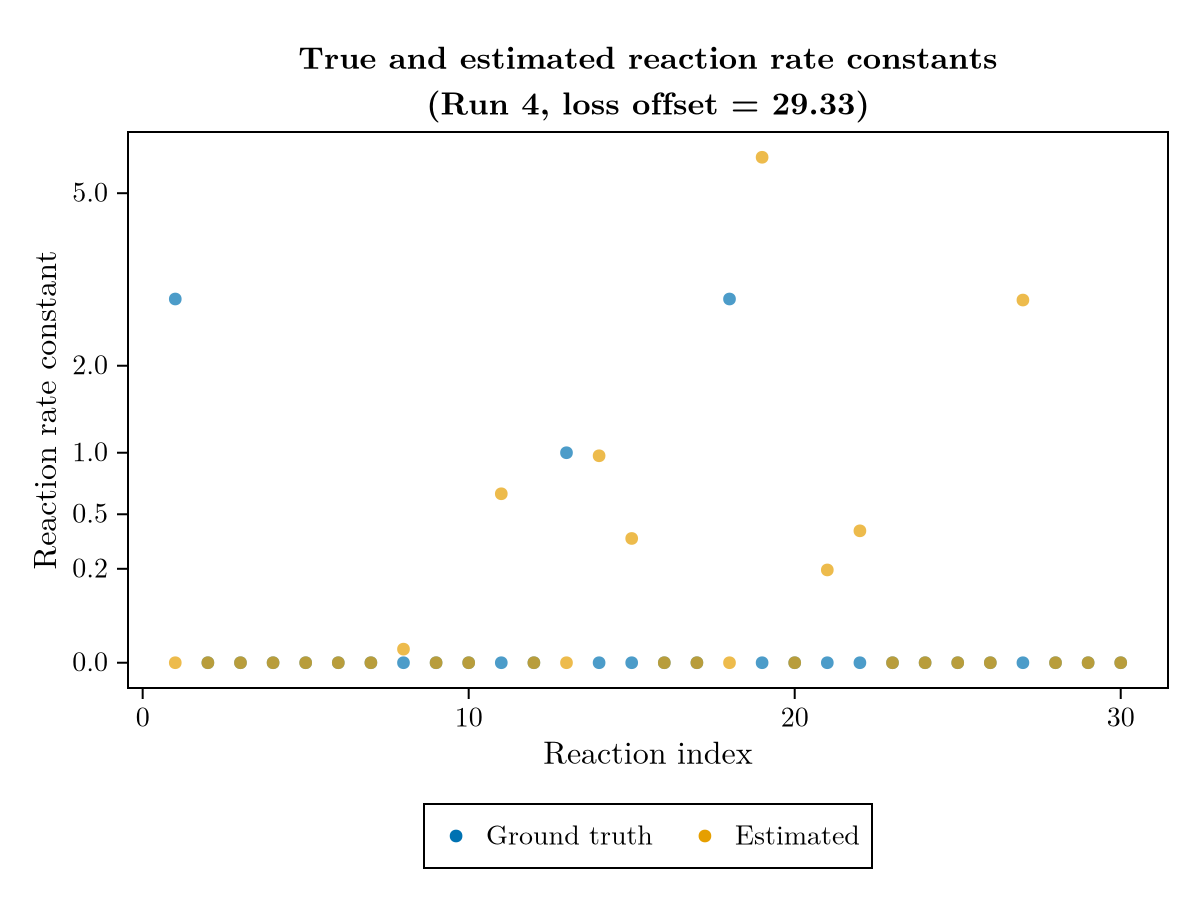 True and estimated reaction rate constants
(Run 4, loss offset = 29.33)
Reaction rate constant
5.0
2.0
1.0
0.5
0.2
0.0
0 10 20 30
Reaction index
Ground truth Estimated